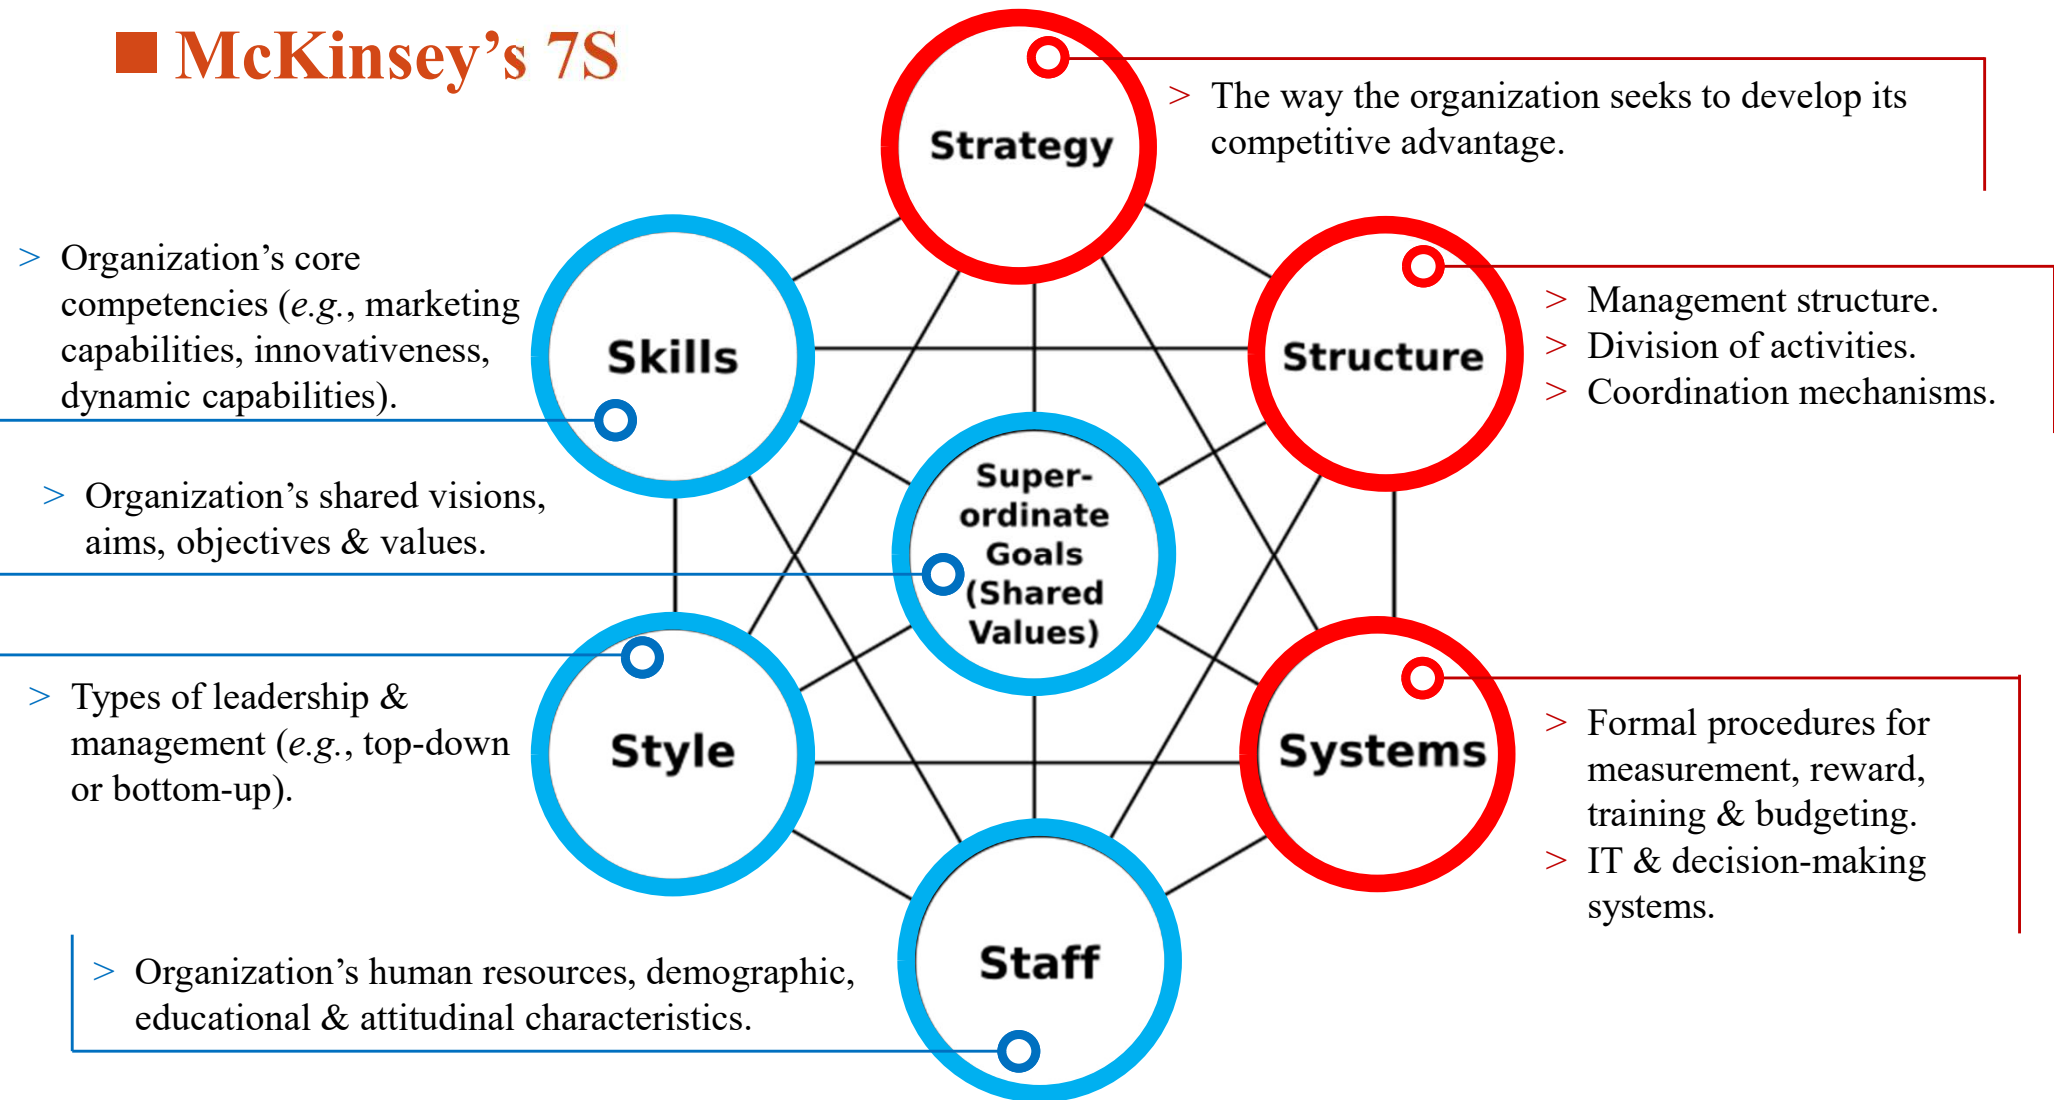 ■ McKinsey’s 7S
Strategy
> The way the organization seeks to develop its
competitive advantage.
> Organization’s core
competencies (e.g., marketing
capabilities, innovativeness,
dynamic capabilities).
Skills
Structure
> Management structure.
> Division of activities.
> Coordination mechanisms.
> Organization’s shared visions,
aims, objectives & values.
Super-
ordinate
Goals
(Shared
Values)
> Types of leadership &
management (e.g., top-down
or bottom-up).
Style
Systems
> Formal procedures for
measurement, reward,
training & budgeting.
> IT & decision-making
systems.
> Organization’s human resources, demographic,
educational & attitudinal characteristics.
Staff